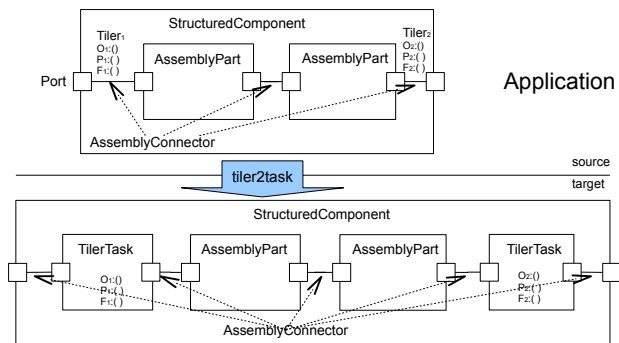 StructuredComponent
Tiler₁
O₁:()
P₁:( )
F₁:( )
Tiler₂
O₂:()
P₂:( )
F₂:( )
AssemblyPart
AssemblyPart
Port
Application
AssemblyConnector
source
tiler2task
target
StructuredComponent
TilerTask
AssemblyPart
AssemblyPart
TilerTask
O₁:()
P₁:( )
F₁:( )
O₂:()
P₂:( )
F₂:( )
AssemblyConnector